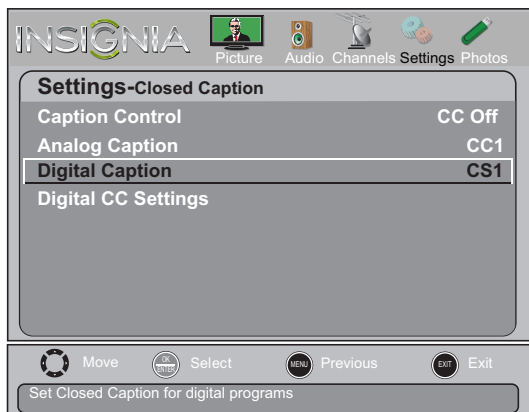 INSIGNIA
Picture Audio Channels Settings Photos
Settings-Closed Caption
Caption Control CC Off
Analog Caption CC1
Digital Caption CS1
Digital CC Settings
Move OK ENTER Select MENU Previous EXIT Exit
Set Closed Caption for digital programs